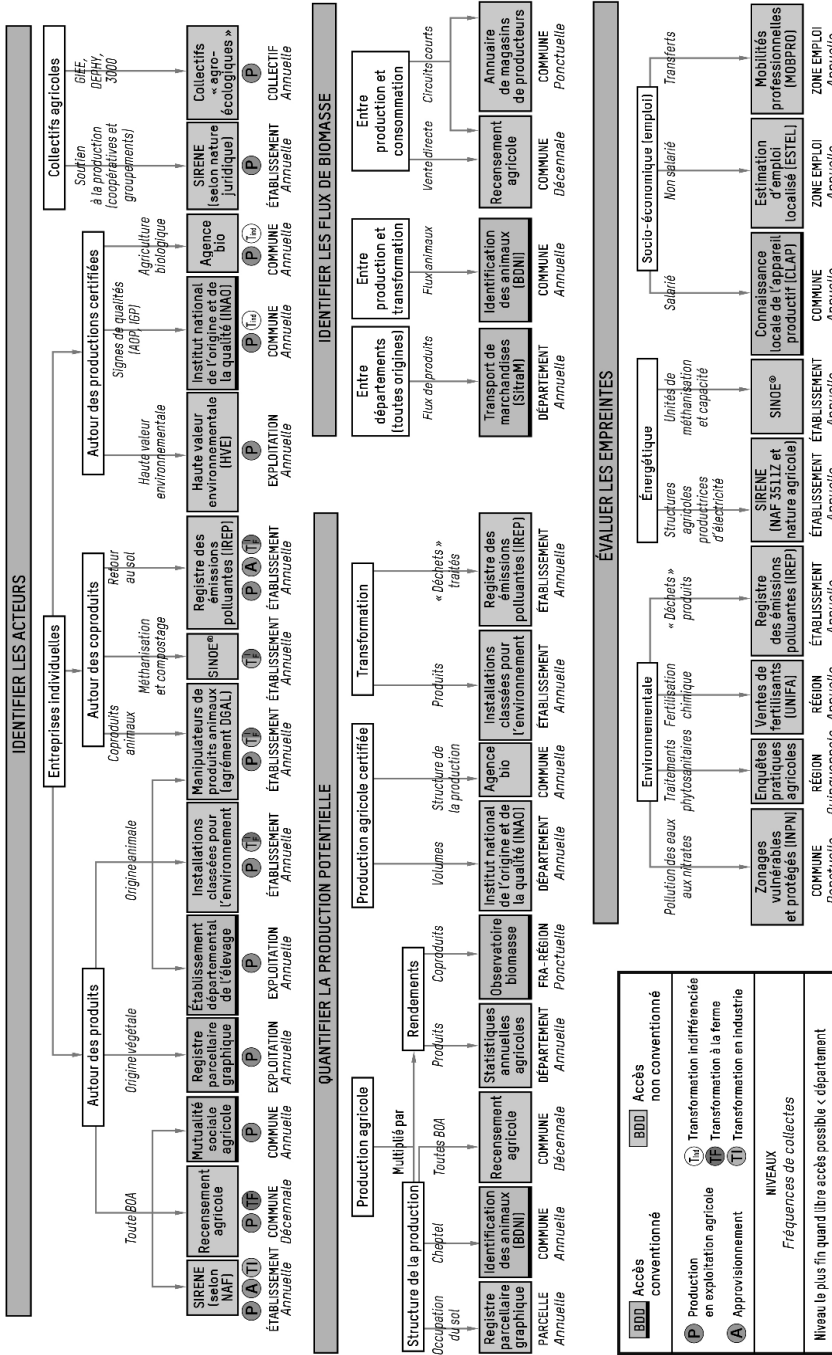 IDENTIFIER LES ACTEURS
Entreprises individuelles
Collectifs agricoles
Autour des produits
Autour des coproduits
Autour des productions certifiées
Toute BOA
Origine végétale
Origine animale
Coproduits
animaux
Méthanisation
et compostage
Retour
au sol
Haute valeur
environnementale
Signes de qualités
(AOP, IGP)
Agriculture
biologique
Soutien
à la production
(coopératives et
groupements)
GIEE,
DEPHY,
3000
SIRENE
(selon
NAF)
P A TI
ÉTABLISSEMENT
Annuelle
Recensement
agricole
P TF
COMMUNE
Décennale
Mutualité
sociale
agricole
P
COMMUNE
Annuelle
Registre
parcellaire
graphique
P
EXPLOITATION
Annuelle
Établissement
départemental
de l'élevage
P
EXPLOITATION
Annuelle
Installations
classées pour
l'environnement
P
ÉTABLISSEMENT
Annuelle
Manipulateurs de
produits animaux
(agrément DGAL)
P
ÉTABLISSEMENT
Annuelle
SINOE®
ÉTABLISSEMENT
Annuelle
Registre des
émissions
polluantes (IREP)
P A
ÉTABLISSEMENT
Annuelle
Haute valeur
environnementale
(HVE)
P
EXPLOITATION
Annuelle
Institut national
de l'origine et de
la qualité (INAO)
P Tind
COMMUNE
Annuelle
Agence
bio
P Tind
COMMUNE
Annuelle
SIRENE
(selon nature
juridique)
P
ÉTABLISSEMENT
Annuelle
Collectifs
« agro-
écologiques »
P
COLLECTIF
Annuelle
QUANTIFIER LA PRODUCTION POTENTIELLE
Production agricole
Production agricole certifiée
Transformation
Multiplié par
Structure de la production
Rendements
Occupation
du sol
Cheptel
Toutes BOA
Produits
Coproduits
Volumes
Structure de
la production
Produits
« Déchets »
traités
Registre
parcellaire
graphique
PARCELLE
Annuelle
Identification
des animaux
(BDNI)
COMMUNE
Annuelle
Recensement
agricole
COMMUNE
Décennale
Statistiques
annuelles
agricoles
DÉPARTEMENT
Annuelle
Observatoire
biomasse
FRA-RÉGION
Ponctuelle
Institut national
de l'origine et de
la qualité (INAO)
DÉPARTEMENT
Annuelle
Agence
bio
COMMUNE
Annuelle
Installations
classées pour
l'environnement
ÉTABLISSEMENT
Annuelle
Registre des
émissions
polluantes (IREP)
ÉTABLISSEMENT
Annuelle
IDENTIFIER LES FLUX DE BIOMASSE
Entre
départements
(toutes origines)
Entre
production et
transformation
Entre
production et
consommation
Flux de produits
Flux animaux
Vente directe
Circuits courts
Transport de
marchandises
(SitraM)
DÉPARTEMENT
Annuelle
Identification
des animaux
(BDNI)
COMMUNE
Annuelle
Recensement
agricole
COMMUNE
Décennale
Annuaire
de magasins
de producteurs
COMMUNE
Ponctuelle
ÉVALUER LES EMPREINTES
Environnementale
Énergétique
Socio-économique (emploi)
Pollution des eaux
aux nitrates
Traitements
phytosanitaires
Fertilisation
chimique
« Déchets »
produits
Structures
agricoles
productrices
d'électricité
Unités de
méthanisation
et capacité
Salarié
Non salarié
Transferts
Zonages
vulnérables
et protégés (INPN)
COMMUNE
Ponctuelle
Enquêtes
pratiques
agricoles
RÉGION
Quinquennale
Ventes de
fertilisants
(UNIFA)
RÉGION
Annuelle
Registre
des émissions
polluantes (IREP)
ÉTABLISSEMENT
Annuelle
SIRENE
(NAF 3511Z et
nature agricole)
ÉTABLISSEMENT
Annuelle
SINOE®
ÉTABLISSEMENT
Annuelle
Connaissance
locale de l'appareil
productif (CLAP)
COMMUNE
Annuelle
Estimation
d'emploi
localisé (ESTEL)
ZONE EMPLOI
Annuelle
Mobilités
professionnelles
(MOBPRO)
ZONE EMPLOI
Annuelle
BDD Accès
conventionné
BDD Accès
non conventionné
P Production
en exploitation agricole
A Approvisionnement
Tind Transformation indifférenciée
TF Transformation à la ferme
TI Transformation en industrie
NIVEAUX
Fréquences de collectes
Niveau le plus fin quand libre accès possible < département